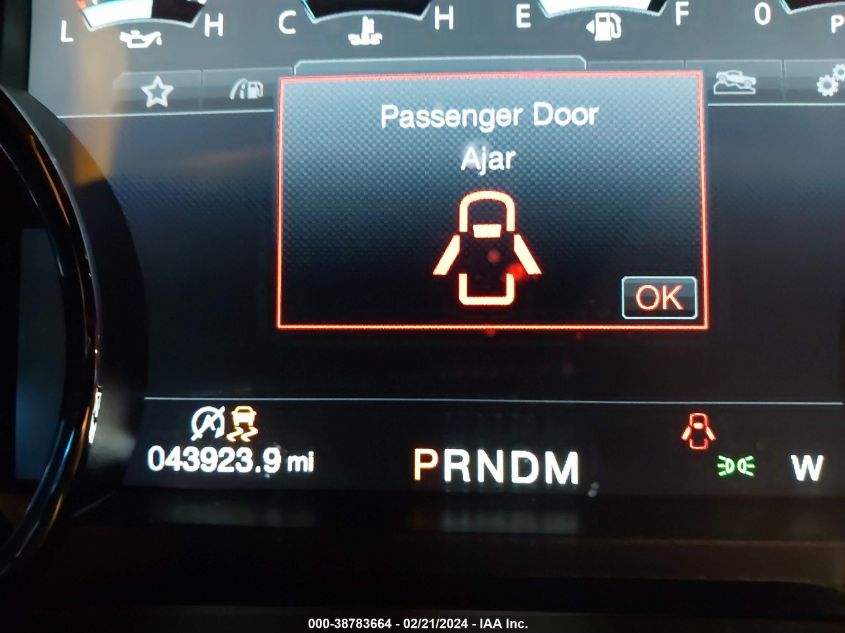 L H C H E F 0 P
Passenger Door
Ajar
OK
043923.9 mi PRNDM W
000-38783664 - 02/21/2024 - IAA Inc.